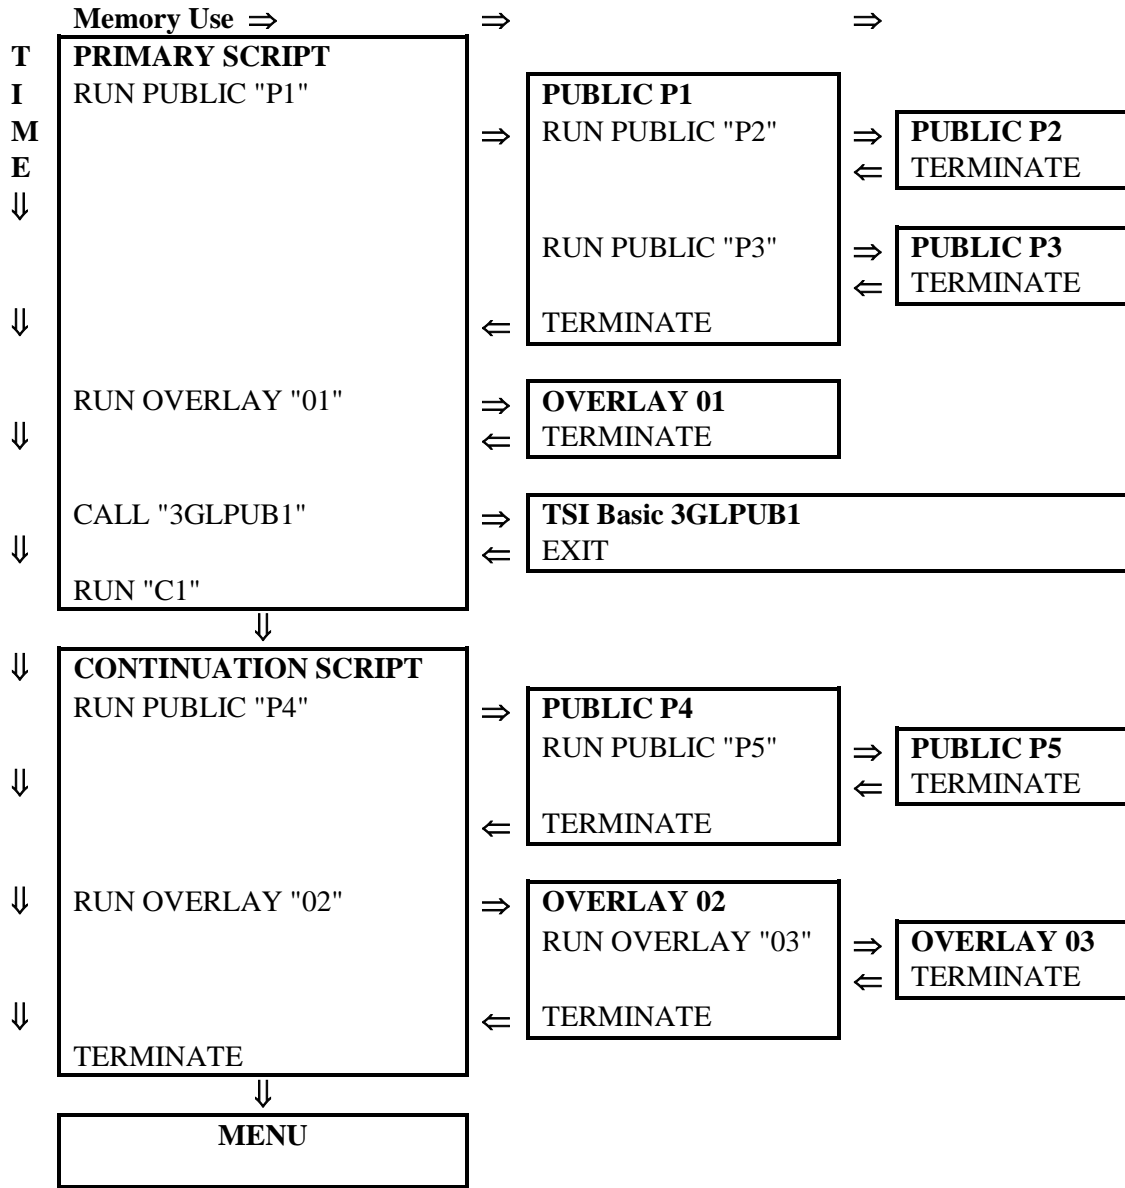 Memory Use ⇒ ⇒ ⇒
T PRIMARY SCRIPT
I RUN PUBLIC "P1" PUBLIC P1
M ⇒ RUN PUBLIC "P2" ⇒ PUBLIC P2
E ⇐ TERMINATE
⇓
RUN PUBLIC "P3" ⇒ PUBLIC P3
⇐ TERMINATE
⇓ ⇐ TERMINATE
RUN OVERLAY "01" ⇒ OVERLAY 01
⇓ ⇐ TERMINATE
CALL "3GLPUB1" ⇒ TSI Basic 3GLPUB1
⇓ ⇐ EXIT
RUN "C1"
⇓
⇓ CONTINUATION SCRIPT
RUN PUBLIC "P4" ⇒ PUBLIC P4
RUN PUBLIC "P5" ⇒ PUBLIC P5
⇓ ⇐ TERMINATE
⇐ TERMINATE
⇓ RUN OVERLAY "02" ⇒ OVERLAY 02
RUN OVERLAY "03" ⇒ OVERLAY 03
⇐ TERMINATE
⇓ ⇐ TERMINATE
TERMINATE
⇓
MENU